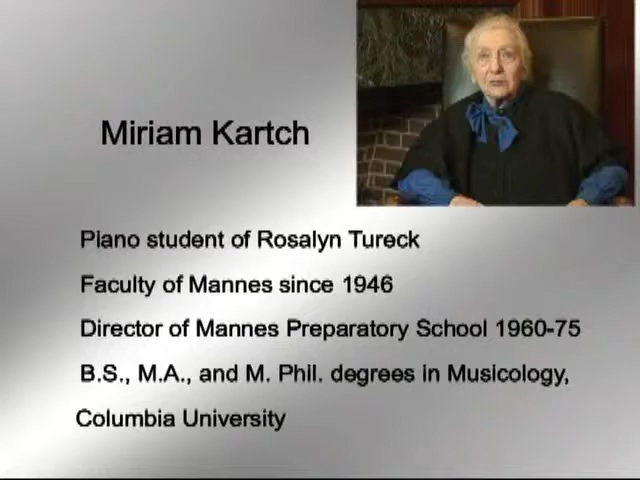 Miriam Kartch
Piano student of Rosalyn Tureck
Faculty of Mannes since 1946
Director of Mannes Preparatory School 1960-75
B.S., M.A., and M. Phil. degrees in Musicology,
Columbia University